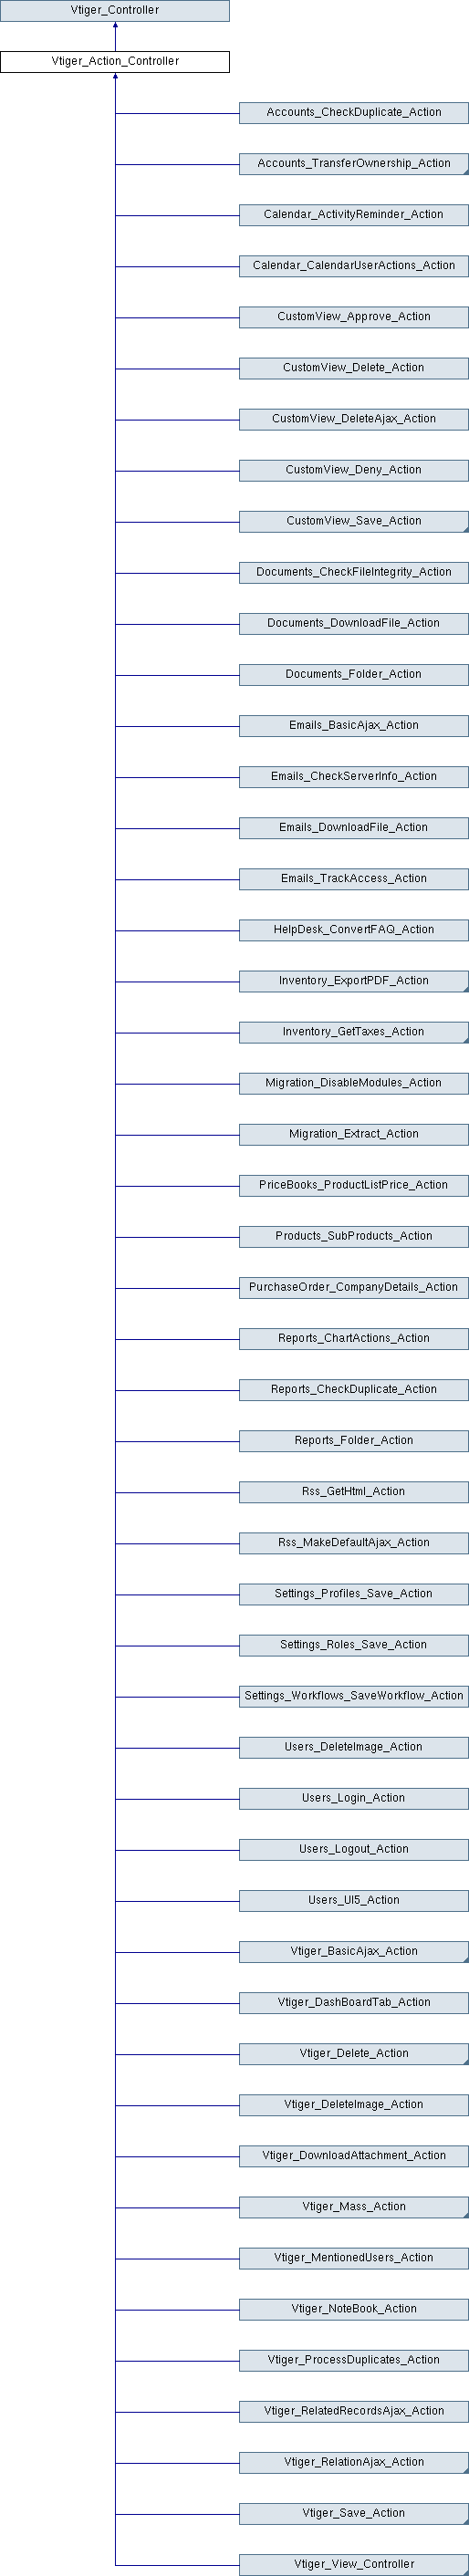 Vtiger_Controller
Vtiger_Action_Controller
Accounts_CheckDuplicate_Action
Accounts_TransferOwnership_Action
Calendar_ActivityReminder_Action
Calendar_CalendarUserActions_Action
CustomView_Approve_Action
CustomView_Delete_Action
CustomView_DeleteAjax_Action
CustomView_Deny_Action
CustomView_Save_Action
Documents_CheckFileIntegrity_Action
Documents_DownloadFile_Action
Documents_Folder_Action
Emails_BasicAjax_Action
Emails_CheckServerInfo_Action
Emails_DownloadFile_Action
Emails_TrackAccess_Action
HelpDesk_ConvertFAQ_Action
Inventory_ExportPDF_Action
Inventory_GetTaxes_Action
Migration_DisableModules_Action
Migration_Extract_Action
PriceBooks_ProductListPrice_Action
Products_SubProducts_Action
PurchaseOrder_CompanyDetails_Action
Reports_ChartActions_Action
Reports_CheckDuplicate_Action
Reports_Folder_Action
Rss_GetHtml_Action
Rss_MakeDefaultAjax_Action
Settings_Profiles_Save_Action
Settings_Roles_Save_Action
Settings_Workflows_SaveWorkflow_Action
Users_DeleteImage_Action
Users_Login_Action
Users_Logout_Action
Users_UI5_Action
Vtiger_BasicAjax_Action
Vtiger_DashBoardTab_Action
Vtiger_Delete_Action
Vtiger_DeleteImage_Action
Vtiger_DownloadAttachment_Action
Vtiger_Mass_Action
Vtiger_MentionedUsers_Action
Vtiger_NoteBook_Action
Vtiger_ProcessDuplicates_Action
Vtiger_RelatedRecordsAjax_Action
Vtiger_RelationAjax_Action
Vtiger_Save_Action
Vtiger_View_Controller